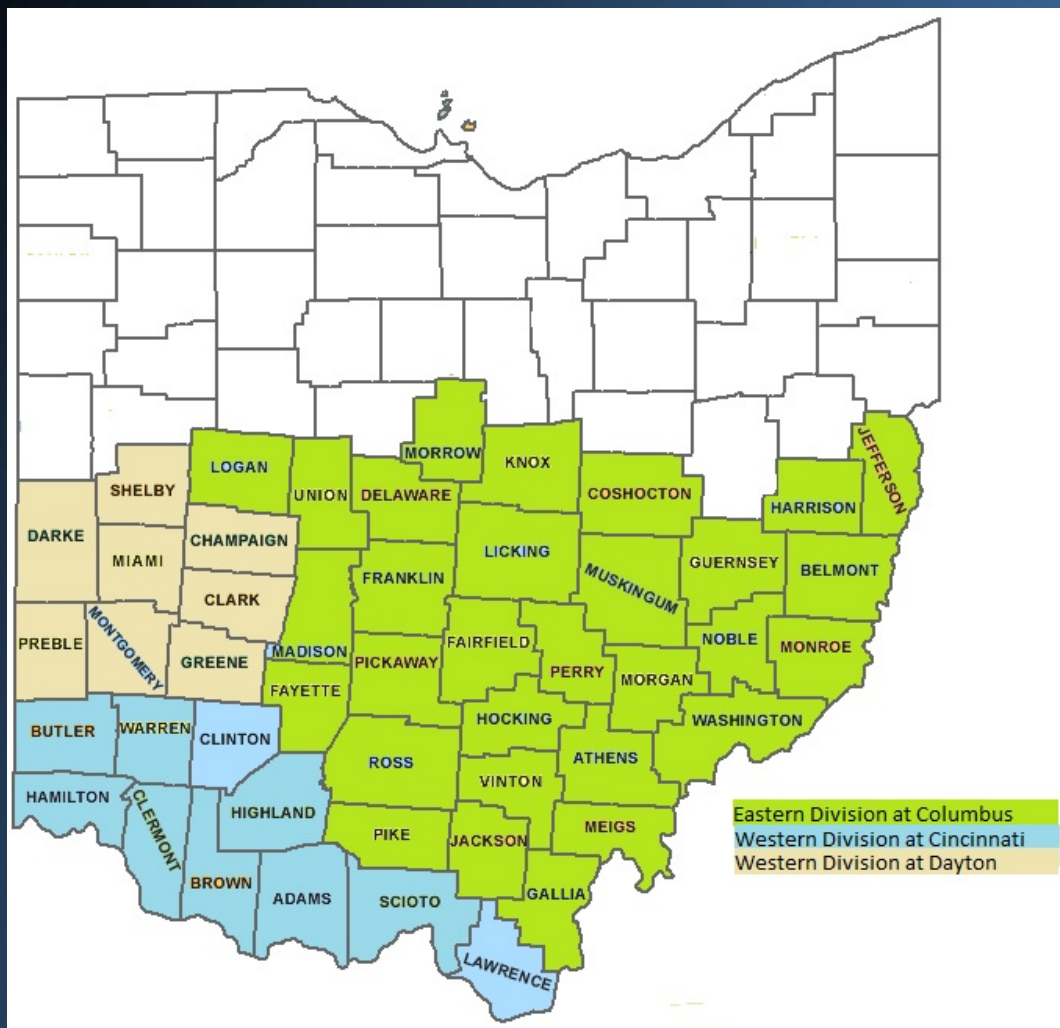 MORROW
LOGAN
KNOX
JEFFERSON
SHELBY
UNION
DELAWARE
COSHOCTON
HARRISON
DARKE
CHAMPAIGN
LICKING
MIAMI
GUERNSEY
BELMONT
FRANKLIN
MUSKINGUM
CLARK
PREBLE
MONTGOMERY
FAIRFIELD
NOBLE
MONROE
MADISON
GREENE
PICKAWAY
PERRY
MORGAN
FAYETTE
HOCKING
WASHINGTON
BUTLER
WARREN
CLINTON
ROSS
ATHENS
VINTON
HAMILTON
CLERMONT
HIGHLAND
PIKE
JACKSON
MEIGS
BROWN
ADAMS
SCIOTO
GALLIA
LAWRENCE
Eastern Division at Columbus
Western Division at Cincinnati
Western Division at Dayton